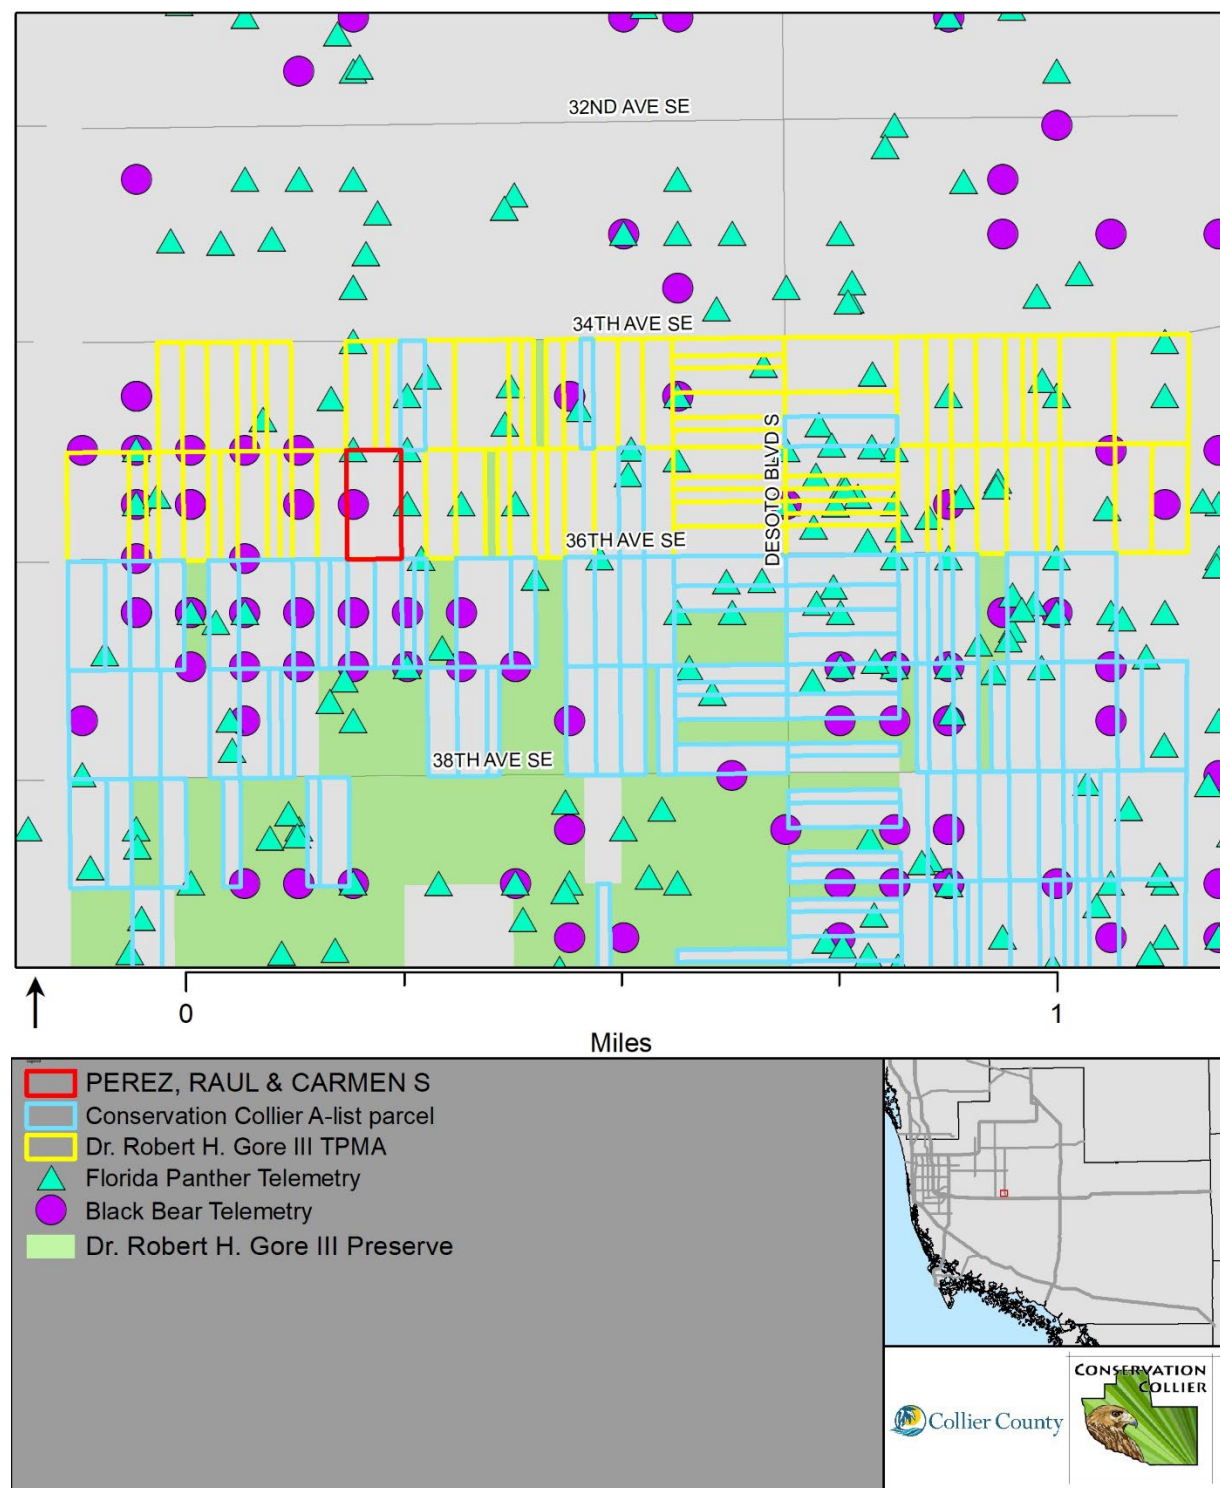 32ND AVE SE
34TH AVE SE
DESOTO BLVD S
36TH AVE SE
38TH AVE SE
0
1
Miles
PEREZ, RAUL & CARMEN S
Conservation Collier A-list parcel
Dr. Robert H. Gore III TPMA
Florida Panther Telemetry
Black Bear Telemetry
Dr. Robert H. Gore III Preserve
Collier County
CONSERVATION
COLLIER